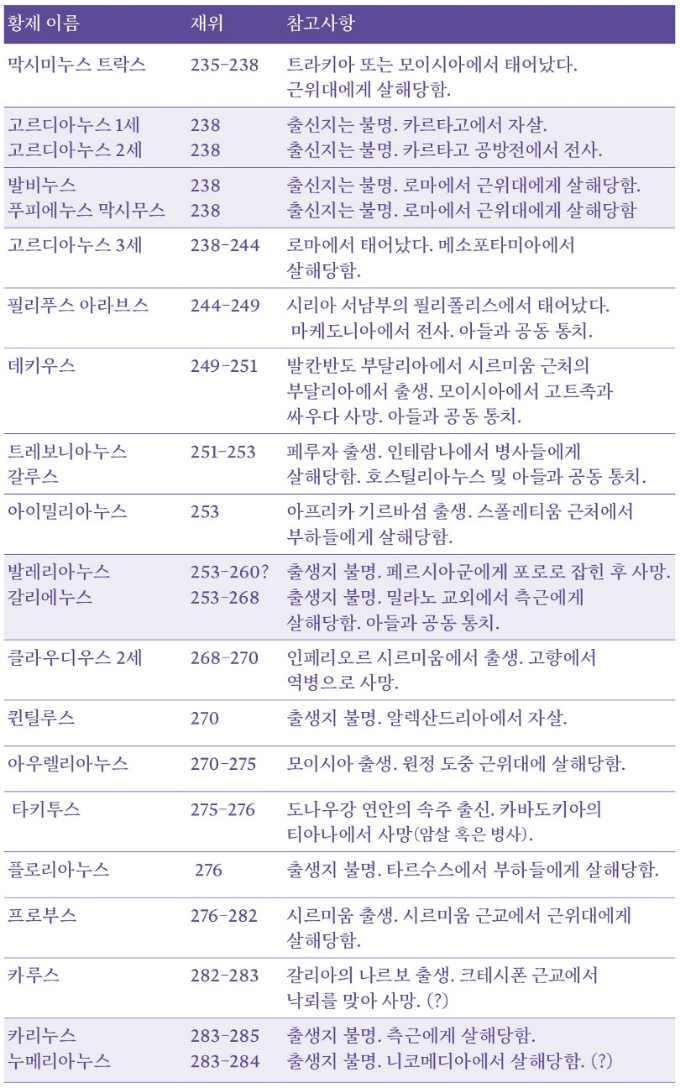 황제 이름 재위 참고사항
막시미누스 트락스 235-238 트라키아 또는 모이시아에서 태어났다.
근위대에게 살해당함.
고르디아누스 1세 238 출신지는 불명. 카르타고에서 자살.
고르디아누스 2세 238 출신지는 불명. 카르타고 공방전에서 전사.
발비누스 238 출신지는 불명. 로마에서 근위대에게 살해당함.
푸피에누스 막시무스 238 출신지는 불명. 로마에서 근위대에게 살해당함
고르디아누스 3세 238-244 로마에서 태어났다. 메소포타미아에서
살해당함.
필리푸스 아라브스 244-249 시리아 서남부의 필리폴리스에서 태어났다.
마케도니아에서 전사. 아들과 공동 통치.
데키우스 249-251 발칸반도 부달리아에서 시르미움 근처의
부달리아에서 출생. 모이시아에서 고트족과
싸우다 사망. 아들과 공동 통치.
트레보니아누스 251-253 페루자 출생. 인테람나에서 병사들에게
갈루스 살해당함. 호스틸리아누스 및 아들과 공동 통치.
아이밀리아누스 253 아프리카 기르바섬 출생. 스폴레티움 근처에서
부하들에게 살해당함.
발레리아누스 253-260? 출생지 불명. 페르시아군에게 포로로 잡힌 후 사망.
갈리에누스 253-268 출생지 불명. 밀라노 교외에서 측근에게
살해당함. 아들과 공동 통치.
클라우디우스 2세 268-270 인페리오르 시르미움에서 출생. 고향에서
역병으로 사망.
퀸틸루스 270 출생지 불명. 알렉산드리아에서 자살.
아우렐리아누스 270-275 모이시아 출생. 원정 도중 근위대에 살해당함.
타키투스 275-276 도나우강 연안의 속주 출신. 카바도키아의
티아나에서 사망(암살 혹은 병사).
플로리아누스 276 출생지 불명. 타르수스에서 부하들에게 살해당함.
프로부스 276-282 시르미움 출생. 시르미움 근교에서 근위대에게
살해당함.
카루스 282-283 갈리아의 나르보 출생. 크테시폰 근교에서
낙뢰를 맞아 사망. (?)
카리누스 283-285 출생지 불명. 측근에게 살해당함.
누메리아누스 283-284 출생지 불명. 니코메디아에서 살해당함. (?)